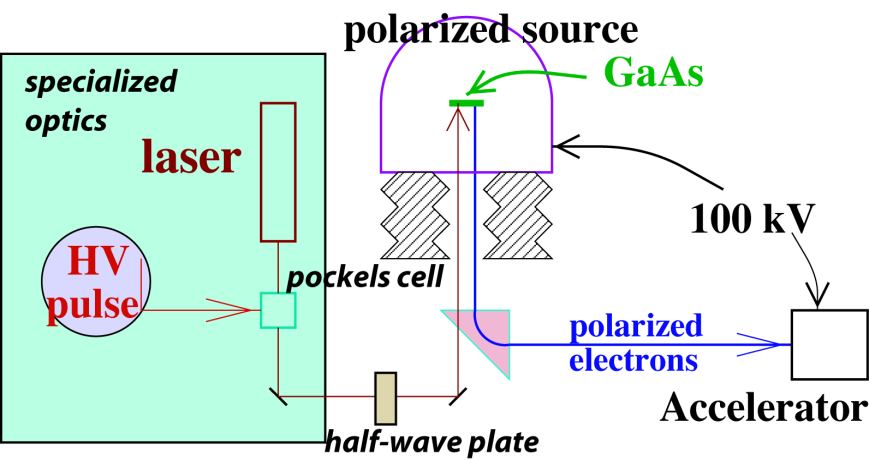 polarized source
GaAs
specialized
optics
laser
100 kV
HV
pulse
pockels cell
polarized
electrons
Accelerator
half-wave plate